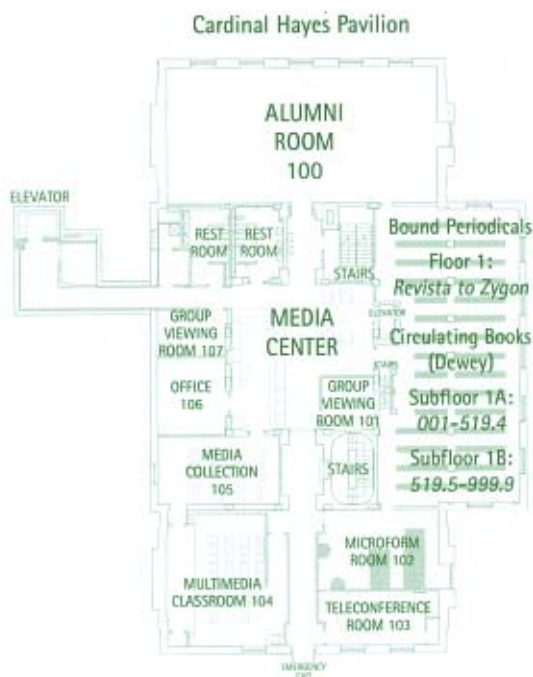 Cardinal Hayes Pavilion
ALUMNI
ROOM
100
ELEVATOR
REST
ROOM
REST
ROOM
STAIRS
Bound Periodicals
Floor 1:
Revista to Zygon
ELEVATOR
Circulating Books
(Dewey)
STAIRS
Subfloor 1A:
001-519.4
Subfloor 1B:
519.5-999.9
GROUP
VIEWING
ROOM 107
MEDIA
CENTER
OFFICE
106
GROUP
VIEWING
ROOM 101
MEDIA
COLLECTION
105
STAIRS
MICROFORM
ROOM 102
MULTIMEDIA
CLASSROOM 104
TELECONFERENCE
ROOM 103
EMERGENCY
EXIT